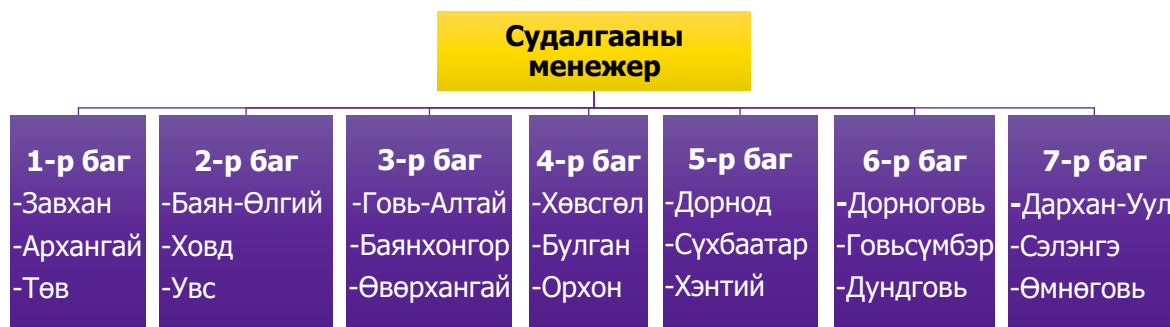 Судалгааны
менежер
1-р баг
-Завхан
-Архангай
-Төв
2-р баг
-Баян-Өлгий
-Ховд
-Увс
3-р баг
-Говь-Алтай
-Баянхонгор
-Өвөрхангай
4-р баг
-Хөвсгөл
-Булган
-Орхон
5-р баг
-Дорнод
-Сүхбаатар
-Хэнтий
6-р баг
-Дорноговь
-Говьсүмбэр
-Дундговь
7-р баг
-Дархан-Уул
-Сэлэнгэ
-Өмнөговь